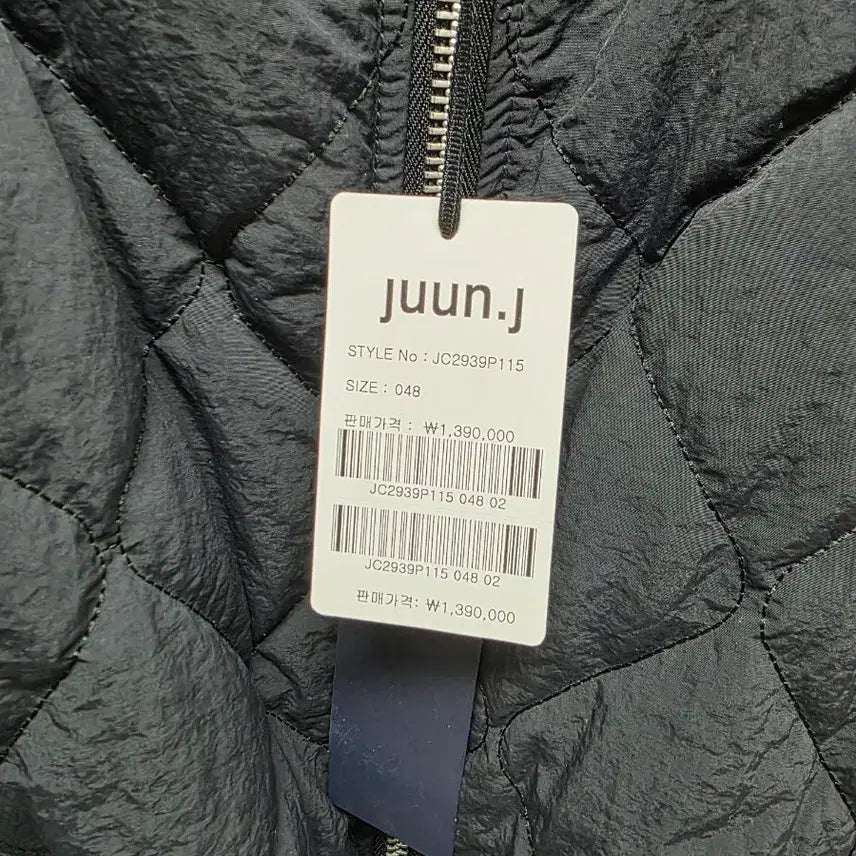 juun.j
STYLE No : JC2939P115
SIZE : 048
판매가격 : ₩1,390,000
JC2939P115 048 02
JC2939P115 048 02
판매가격: ₩1,390,000